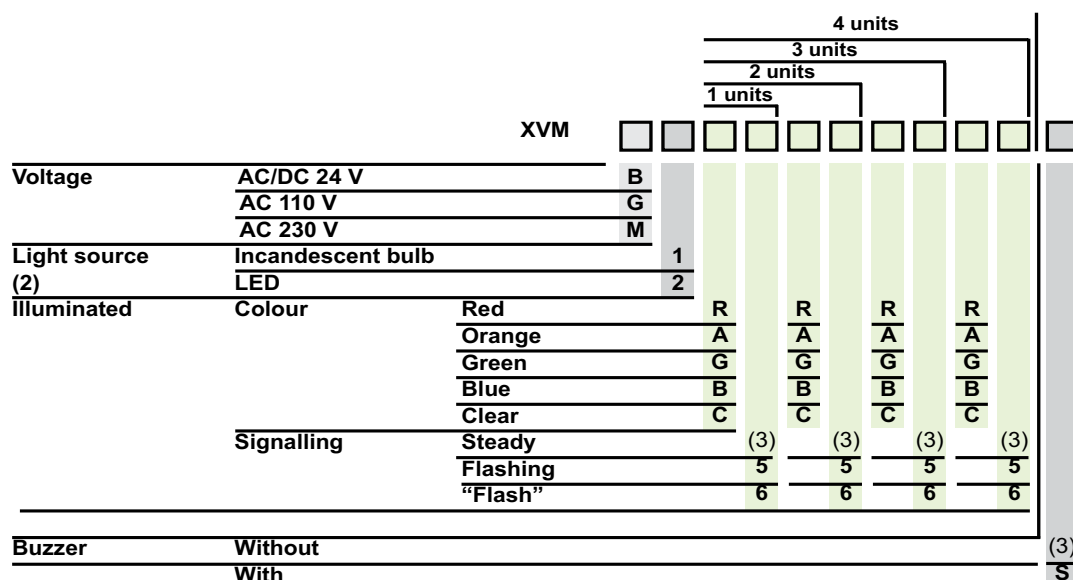 4 units
3 units
2 units
1 units
XVM
Voltage AC/DC 24 V B
AC 110 V G
AC 230 V M
Light source Incandescent bulb 1
(2) LED 2
Illuminated Colour Red R R R R
Orange A A A A
Green G G G G
Blue B B B B
Clear C C C C
Signalling Steady (3) (3) (3) (3)
Flashing 5 5 5 5
“Flash” 6 6 6 6
Buzzer Without (3)
With S